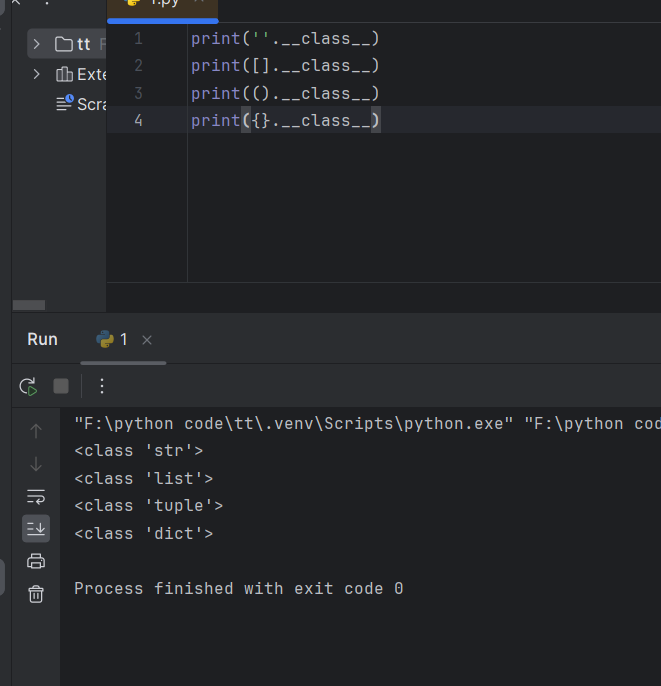 1.py
tt
Exte
Scra
1 print(''.__class__)
2 print([].__class__)
3 print(().__class__)
4 print({}.__class__)
Run
1
"F:\python code\tt\.venv\Scripts\python.exe" "F:\python cod
<class 'str'>
<class 'list'>
<class 'tuple'>
<class 'dict'>
Process finished with exit code 0